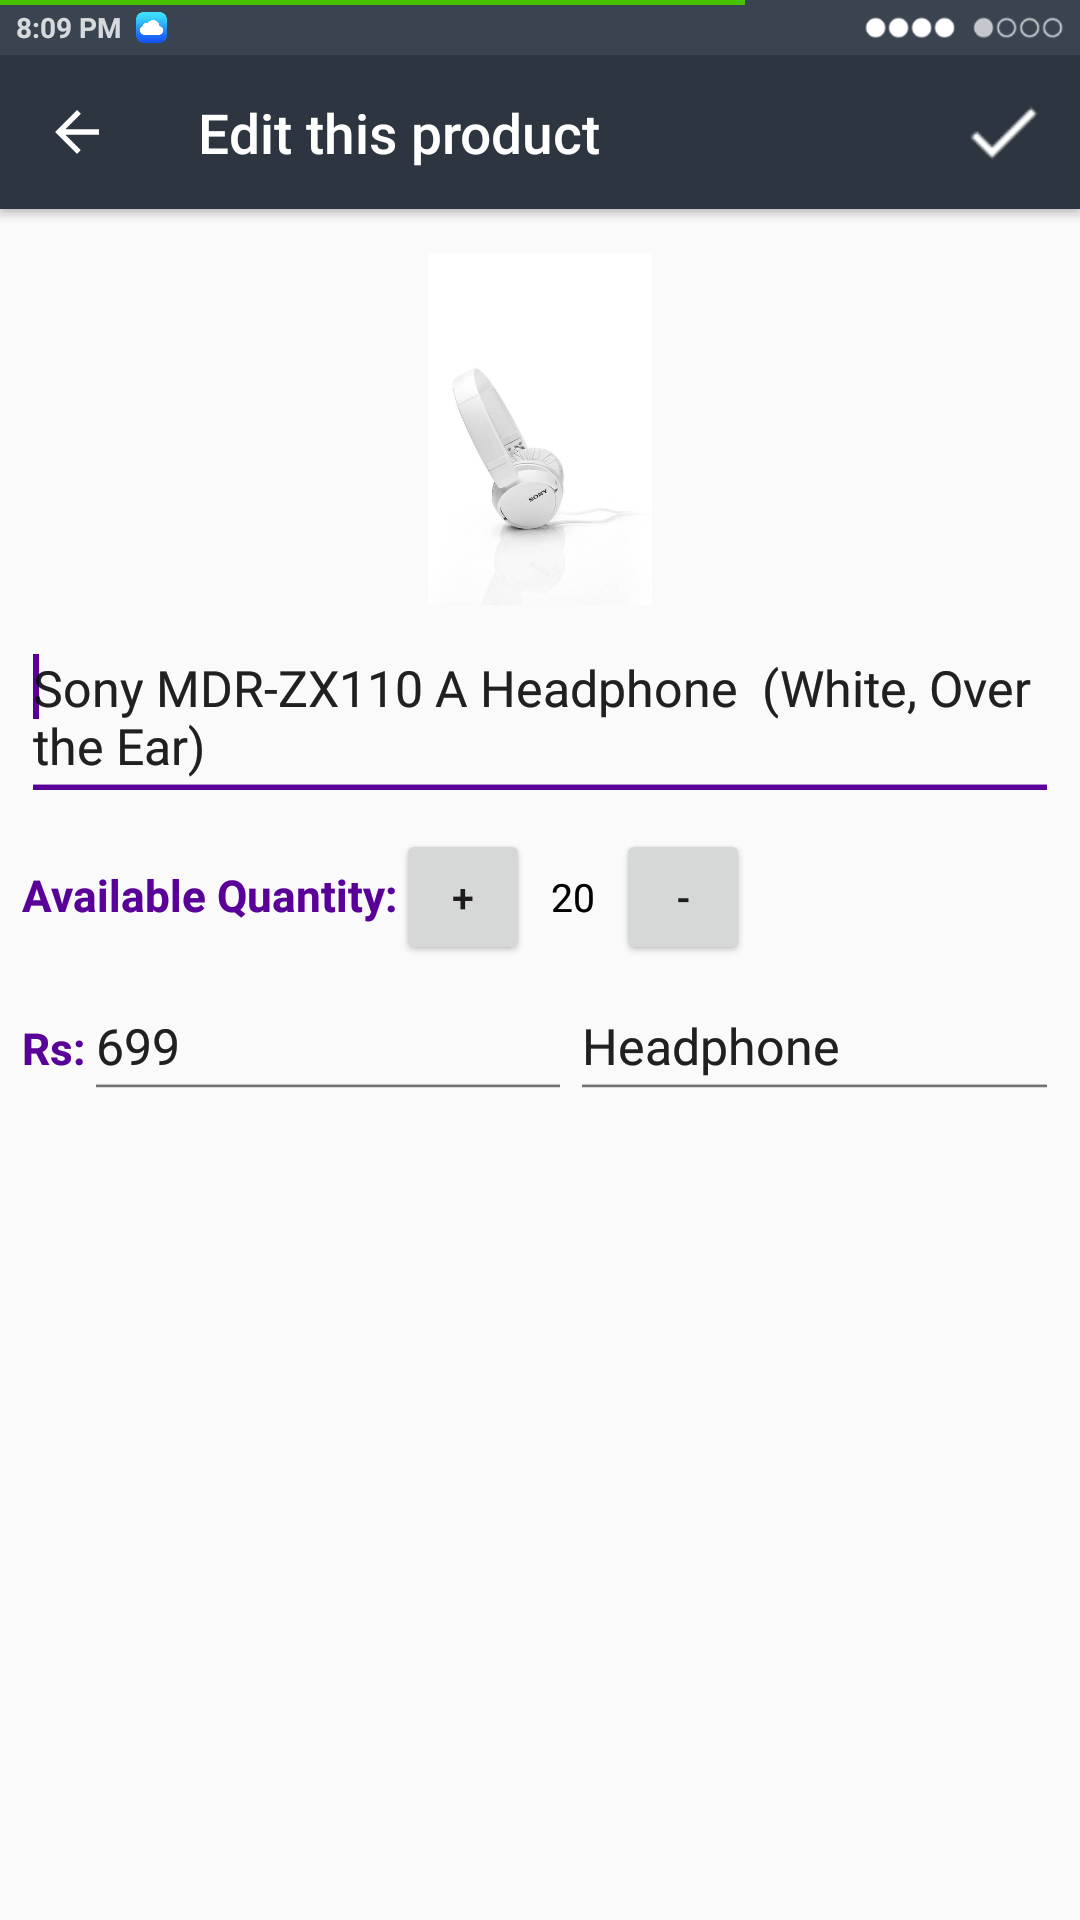 8:09 PM
Edit this product
SONY
Sony MDR-ZX110 A Headphone  (White, Over
the Ear)
Available Quantity: + 20 -
Rs: 699 Headphone